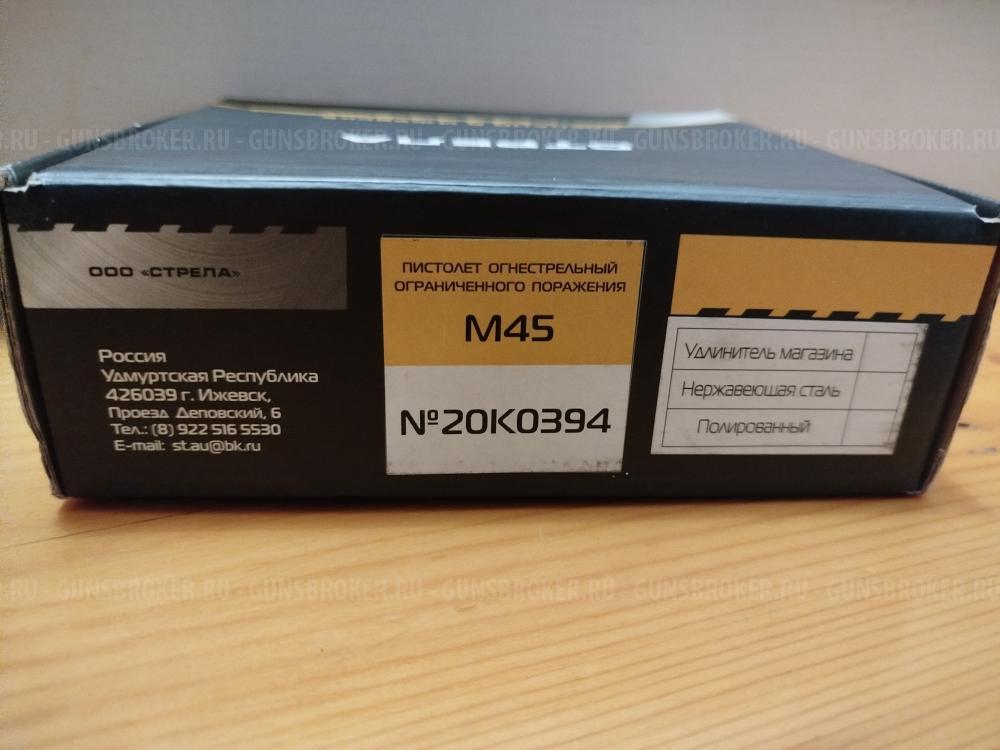 GUNSBROKER.RU - GUNSBROKER.RU - GUNSBROKER.RU - GUNSBROKER.RU
ООО «СТРЕЛА»
Россия
Удмуртская Республика
426039 г. Ижевск,
Проезд Деповский, 6
Тел.: (8) 922 516 5530
E-mail: st.au@bk.ru
ПИСТОЛЕТ ОГНЕСТРЕЛЬНЫЙ
ОГРАНИЧЕННОГО ПОРАЖЕНИЯ
М45
№20К0394
Удлинитель магазина
Нержавеющая сталь
Полированный
.RU - GUNSBROKER.RU - GUNSBROKER.RU - GUNSBROKER.RU - GUNSBROKER.RU